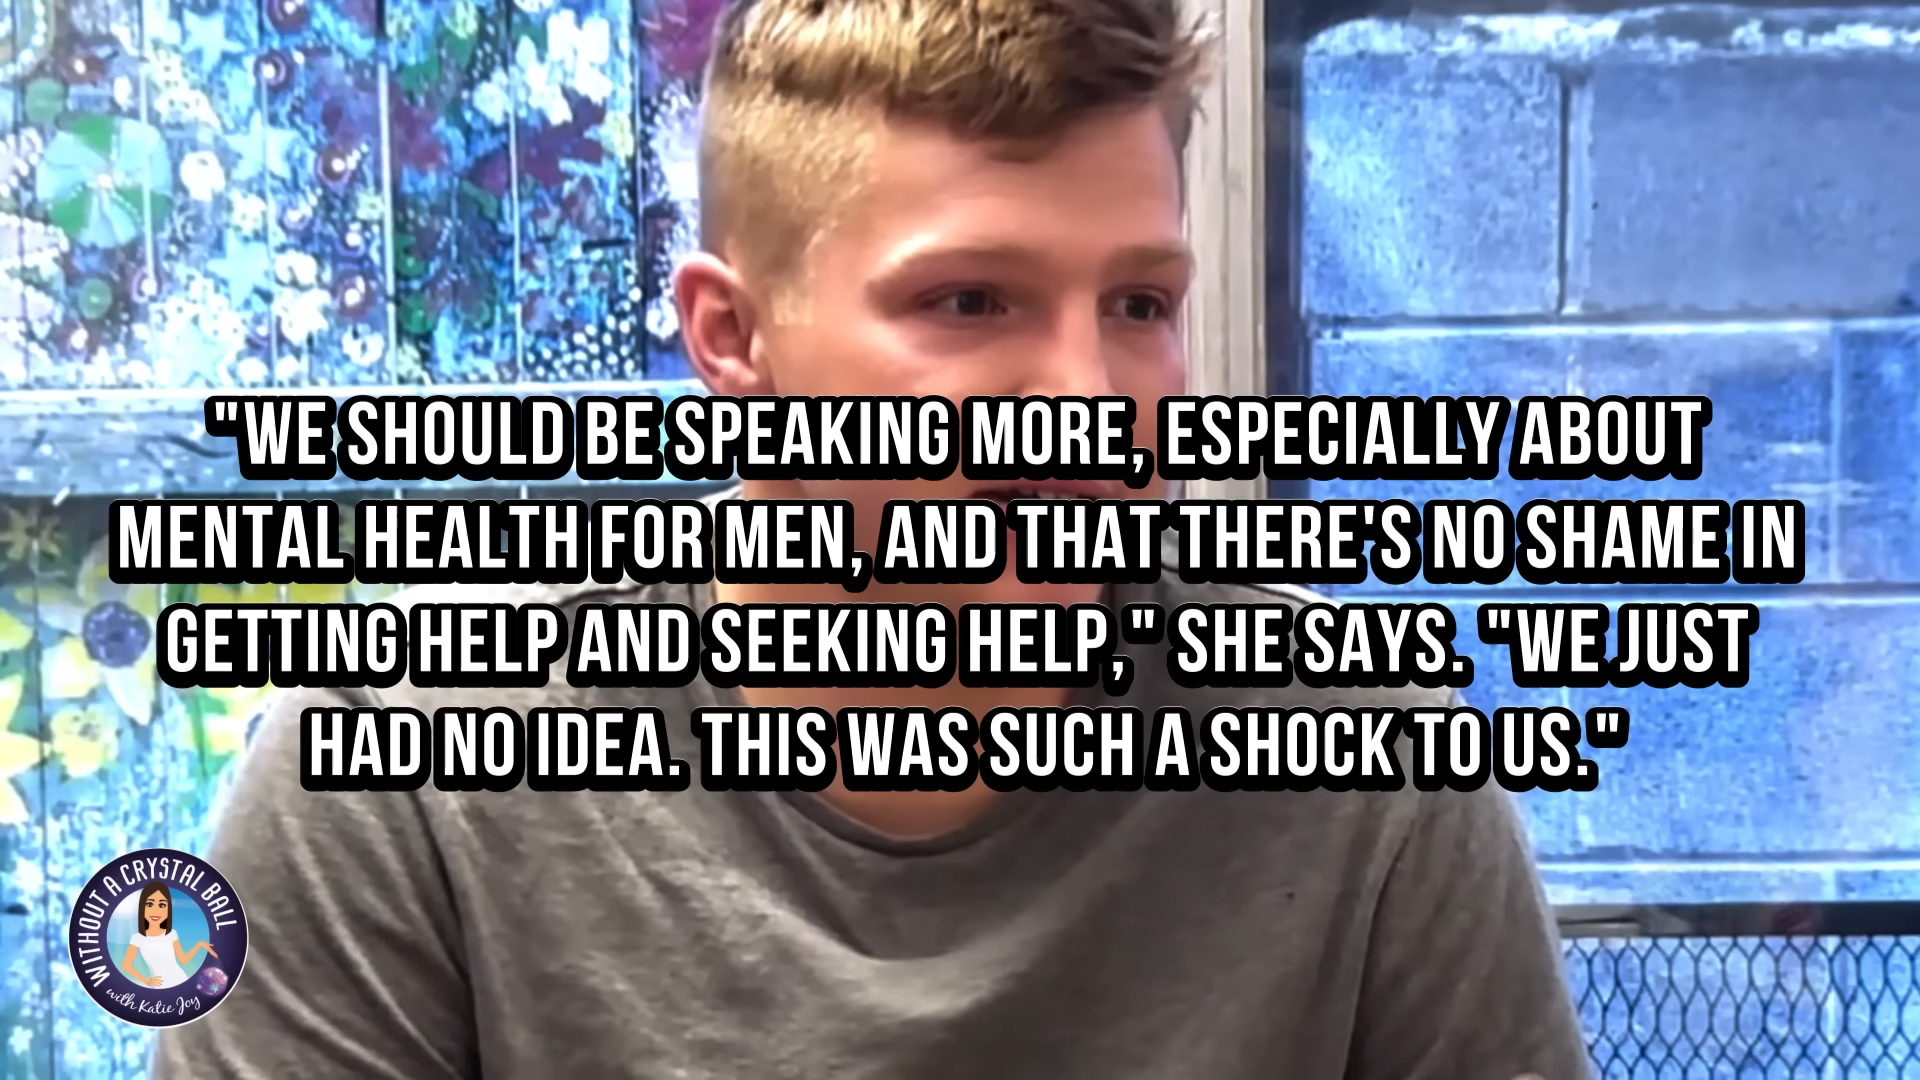 "WE SHOULD BE SPEAKING MORE, ESPECIALLY ABOUT
MENTAL HEALTH FOR MEN, AND THAT THERE'S NO SHAME IN
GETTING HELP AND SEEKING HELP," SHE SAYS. "WE JUST
HAD NO IDEA. THIS WAS SUCH A SHOCK TO US."
WITHOUT A CRYSTAL BALL
with Katie Joy